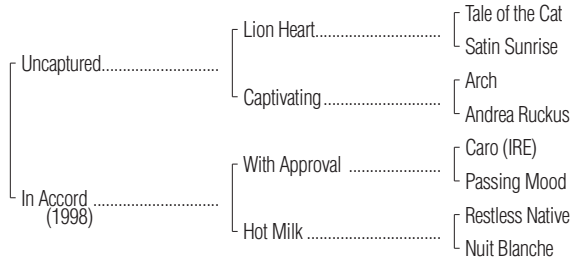 Tale of the Cat
Lion Heart
Satin Sunrise
Uncaptured
Arch
Captivating
Andrea Ruckus
Caro (IRE)
With Approval
Passing Mood
In Accord
(1998)
Restless Native
Hot Milk
Nuit Blanche